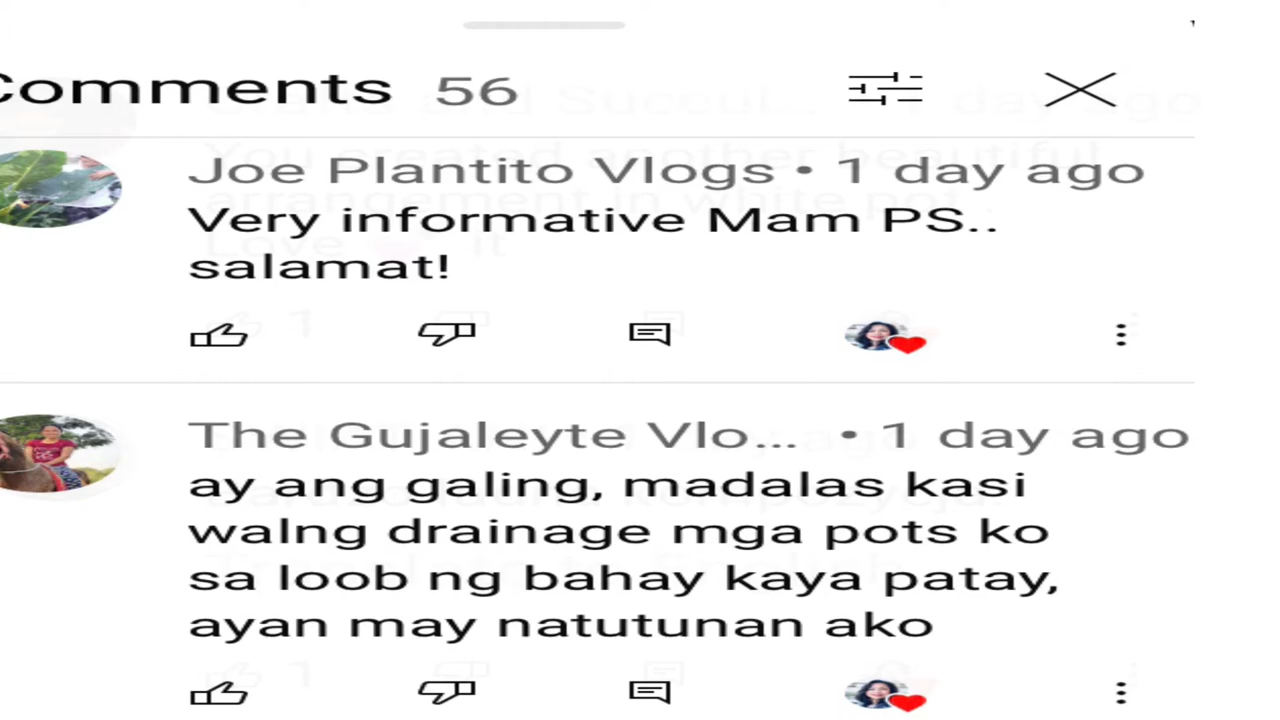 Comments 56
Joe Plantito Vlogs • 1 day ago
Very informative Mam PS..
salamat!
The Gujaleyte Vlo... • 1 day ago
ay ang galing, madalas kasi
walng drainage mga pots ko
sa loob ng bahay kaya patay,
ayan may natutunan ako